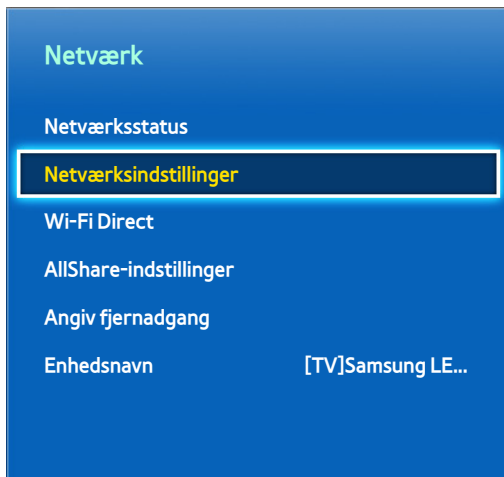 Netværk
Netværksstatus
Netværksindstillinger
Wi-Fi Direct
AllShare-indstillinger
Angiv fjernadgang
Enhedsnavn [TV]Samsung LE...